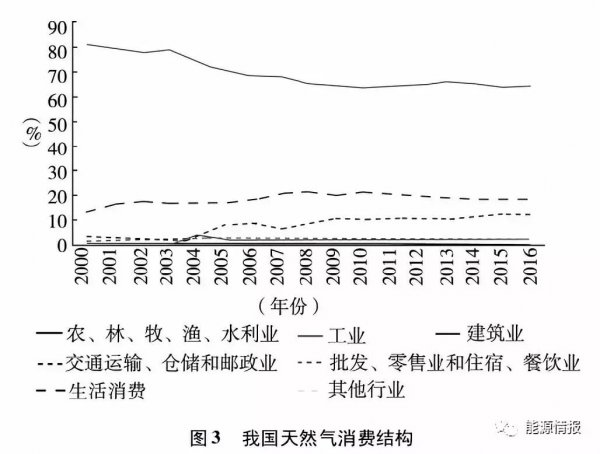 90
80
70
60
50
40
30
20
10
0
(%)
2000 2001 2002 2003 2004 2005 2006 2007 2008 2009 2010 2011 2012 2013 2014 2015 2016
(年份)
农、林、牧、渔、水利业 工业 建筑业
交通运输、仓储和邮政业 批发、零售业和住宿、餐饮业
生活消费 其他行业
能源情报
图3 我国天然气消费结构